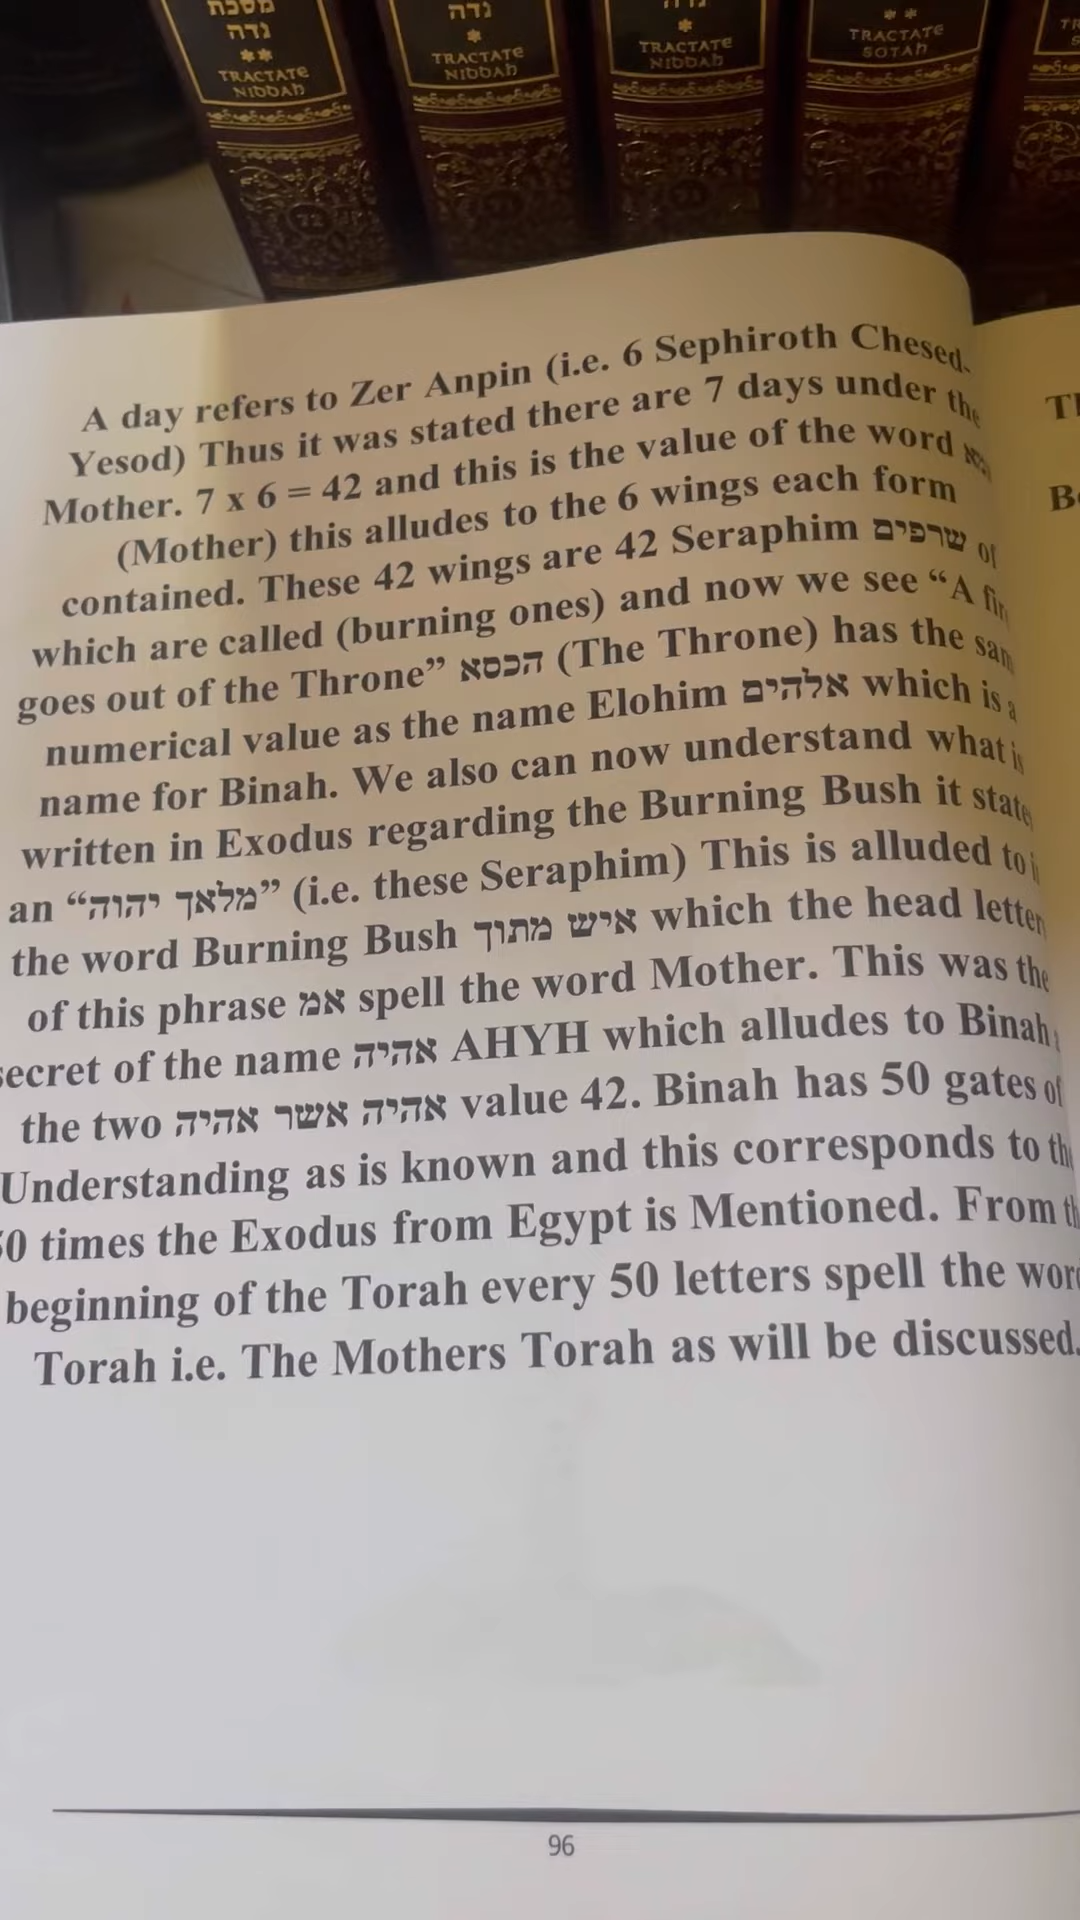 מסכת
נדה
**
TRACTATE
NIDDAH
נדה
*
TRACTATE
NIDDAH
*
TRACTATE
NIDDAH
**
TRACTATE
SOTAH
A day refers to Zer Anpin (i.e. 6 Sephiroth Chesed-
Yesod) Thus it was stated there are 7 days under the
Mother. 7 x 6 = 42 and this is the value of the word
(Mother) this alludes to the 6 wings each form
contained. These 42 wings are 42 Seraphim שרפים of
which are called (burning ones) and now we see “A
goes out of the Throne” הכסא (The Throne) has the
numerical value as the name Elohim אלהים which is a
name for Binah. We also can now understand what is
written in Exodus regarding the Burning Bush it
an “מלאך יהוה” (i.e. these Seraphim) This is alluded to
the word Burning Bush איש מתוך which the head
of this phrase אמ spell the word Mother. This was the
secret of the name אהיה AHYH which alludes to Binah
the two אהיה אשר אהיה value 42. Binah has 50 gates of
Understanding as is known and this corresponds to the
50 times the Exodus from Egypt is Mentioned. From
beginning of the Torah every 50 letters spell the word
Torah i.e. The Mothers Torah as will be discussed.
96